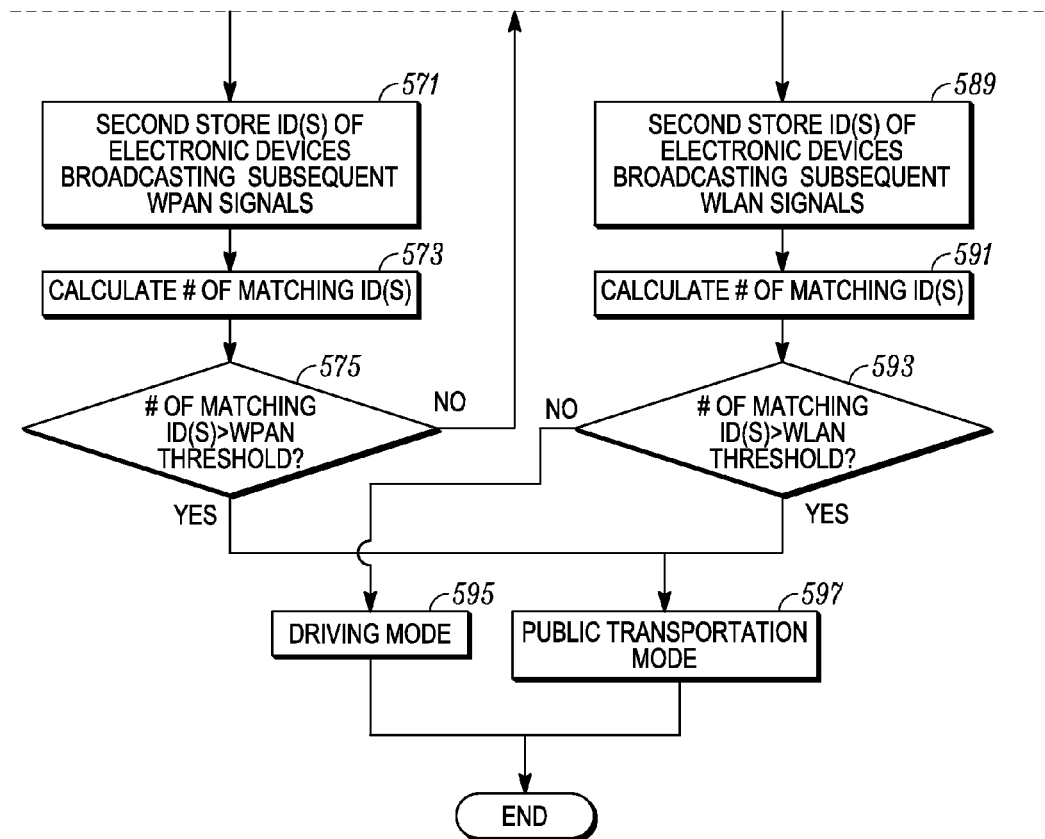 571
SECOND STORE ID(S) OF
ELECTRONIC DEVICES
BROADCASTING SUBSEQUENT
WPAN SIGNALS
573
CALCULATE # OF MATCHING ID(S)
575
# OF MATCHING
ID(S)>WPAN
THRESHOLD?
NO
YES
589
SECOND STORE ID(S) OF
ELECTRONIC DEVICES
BROADCASTING SUBSEQUENT
WLAN SIGNALS
591
CALCULATE # OF MATCHING ID(S)
593
# OF MATCHING
ID(S)>WLAN
THRESHOLD?
NO
YES
595
DRIVING MODE
597
PUBLIC TRANSPORTATION
MODE
END